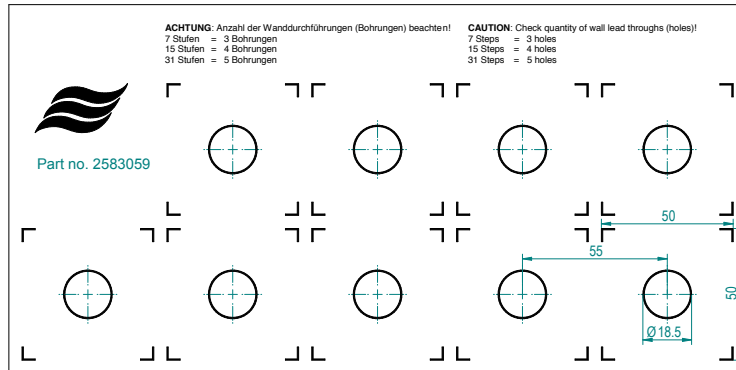 ACHTUNG: Anzahl der Wanddurchführungen (Bohrungen) beachten!
7 Stufen = 3 Bohrungen
15 Stufen = 4 Bohrungen
31 Stufen = 5 Bohrungen
CAUTION: Check quantity of wall lead throughs (holes)!
7 Steps = 3 holes
15 Steps = 4 holes
31 Steps = 5 holes
Part no. 2583059
50
55
50
Ø18.5